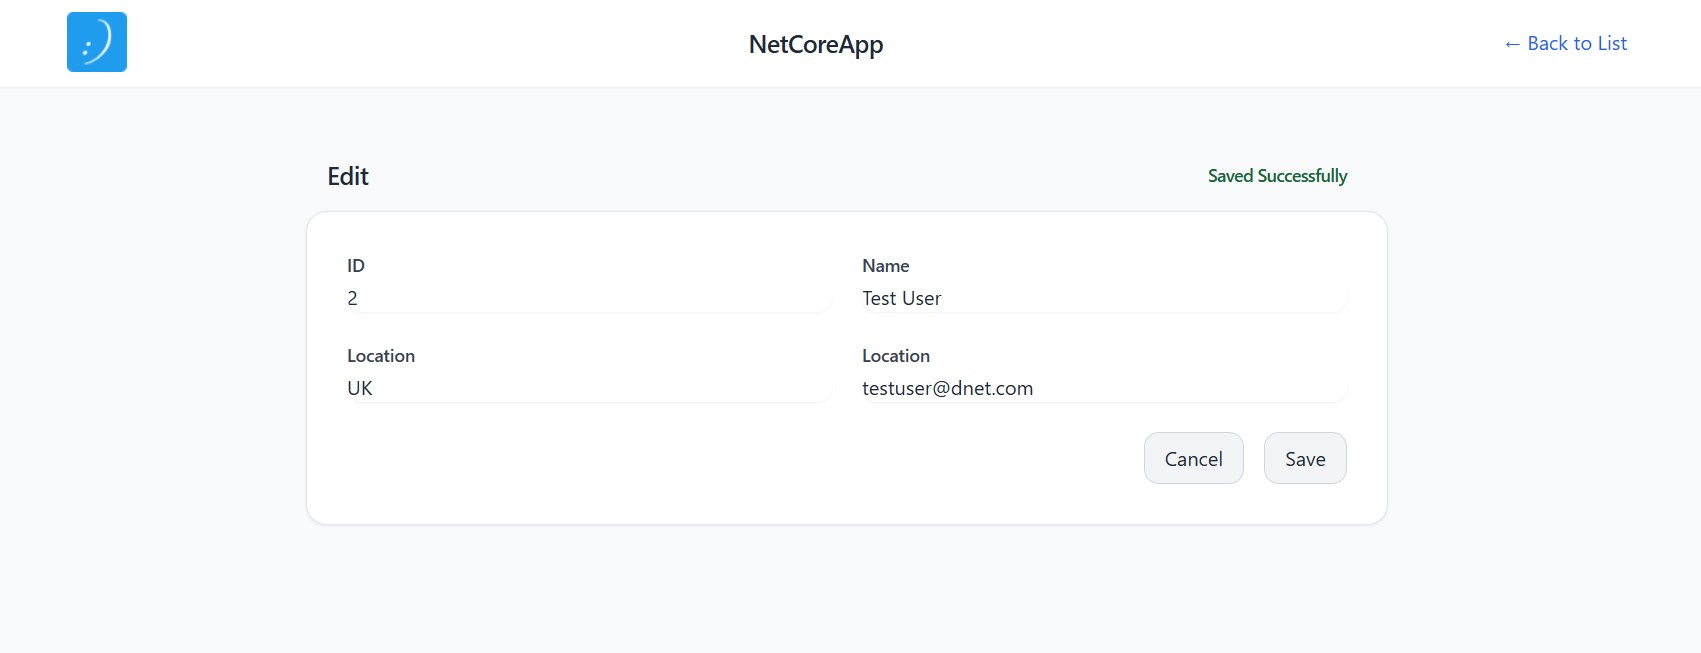 :)
NetCoreApp
← Back to List
Edit
Saved Successfully
ID
Name
2
Test User
Location
Location
UK
testuser@dnet.com
Cancel
Save